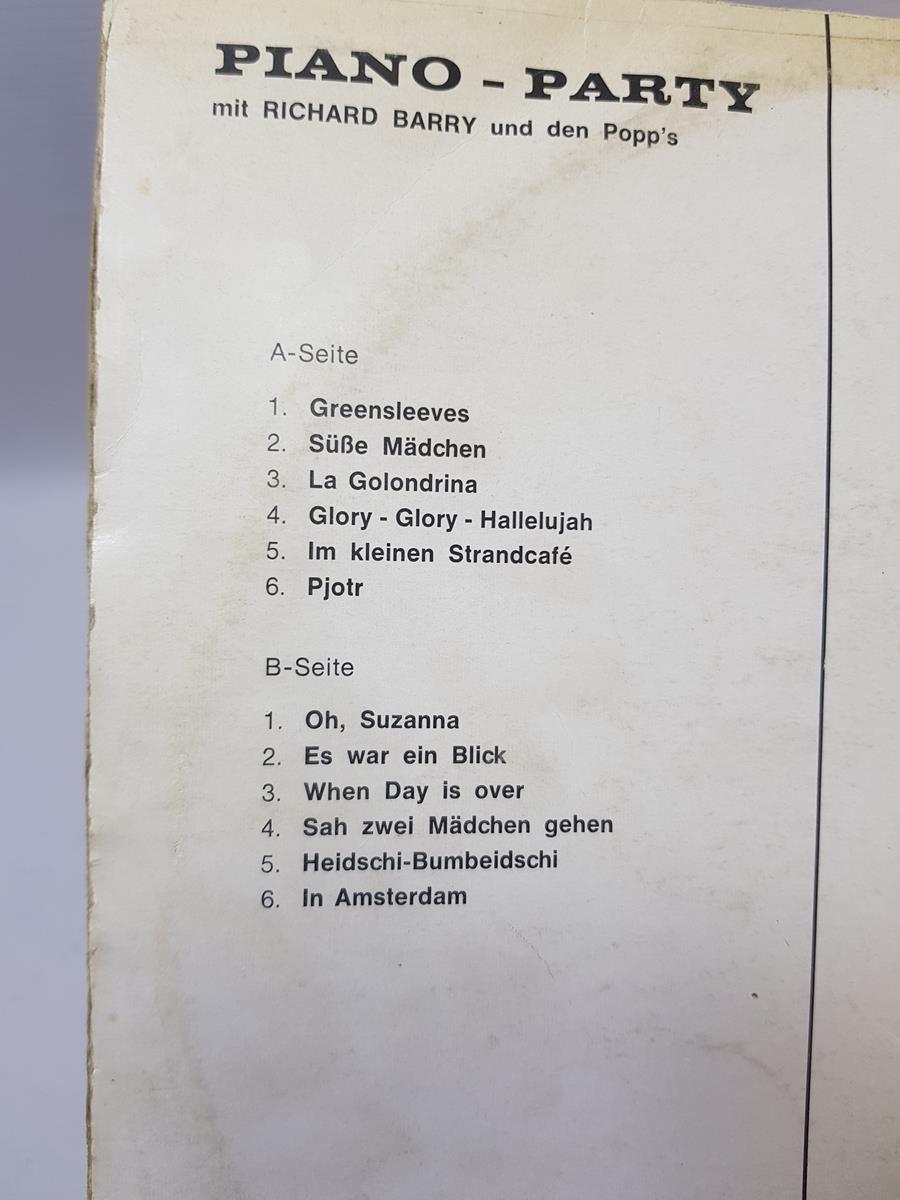 PIANO - PARTY
mit RICHARD BARRY und den Popp's
A-Seite
1. Greensleeves
2. Süße Mädchen
3. La Golondrina
4. Glory - Glory - Hallelujah
5. Im kleinen Strandcafé
6. Pjotr
B-Seite
1. Oh, Suzanna
2. Es war ein Blick
3. When Day is over
4. Sah zwei Mädchen gehen
5. Heidschi-Bumbeidschi
6. In Amsterdam